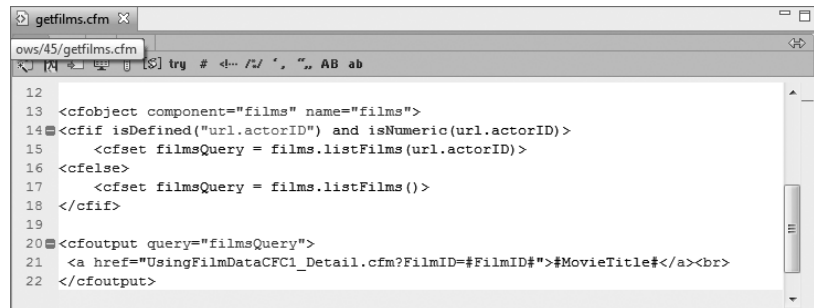 getfilms.cfm
ows/45/getfilms.cfm
[S] try # <!-- /*/ ‘, “„ AB ab
12
13 <cfobject component="films" name="films">
14 <cfif isDefined("url.actorID") and isNumeric(url.actorID)>
15 <cfset filmsQuery = films.listFilms(url.actorID)>
16 <cfelse>
17 <cfset filmsQuery = films.listFilms()>
18 </cfif>
19
20 <cfoutput query="filmsQuery">
21 <a href="UsingFilmDataCFC1_Detail.cfm?FilmID=#FilmID#">#MovieTitle#</a><br>
22 </cfoutput>